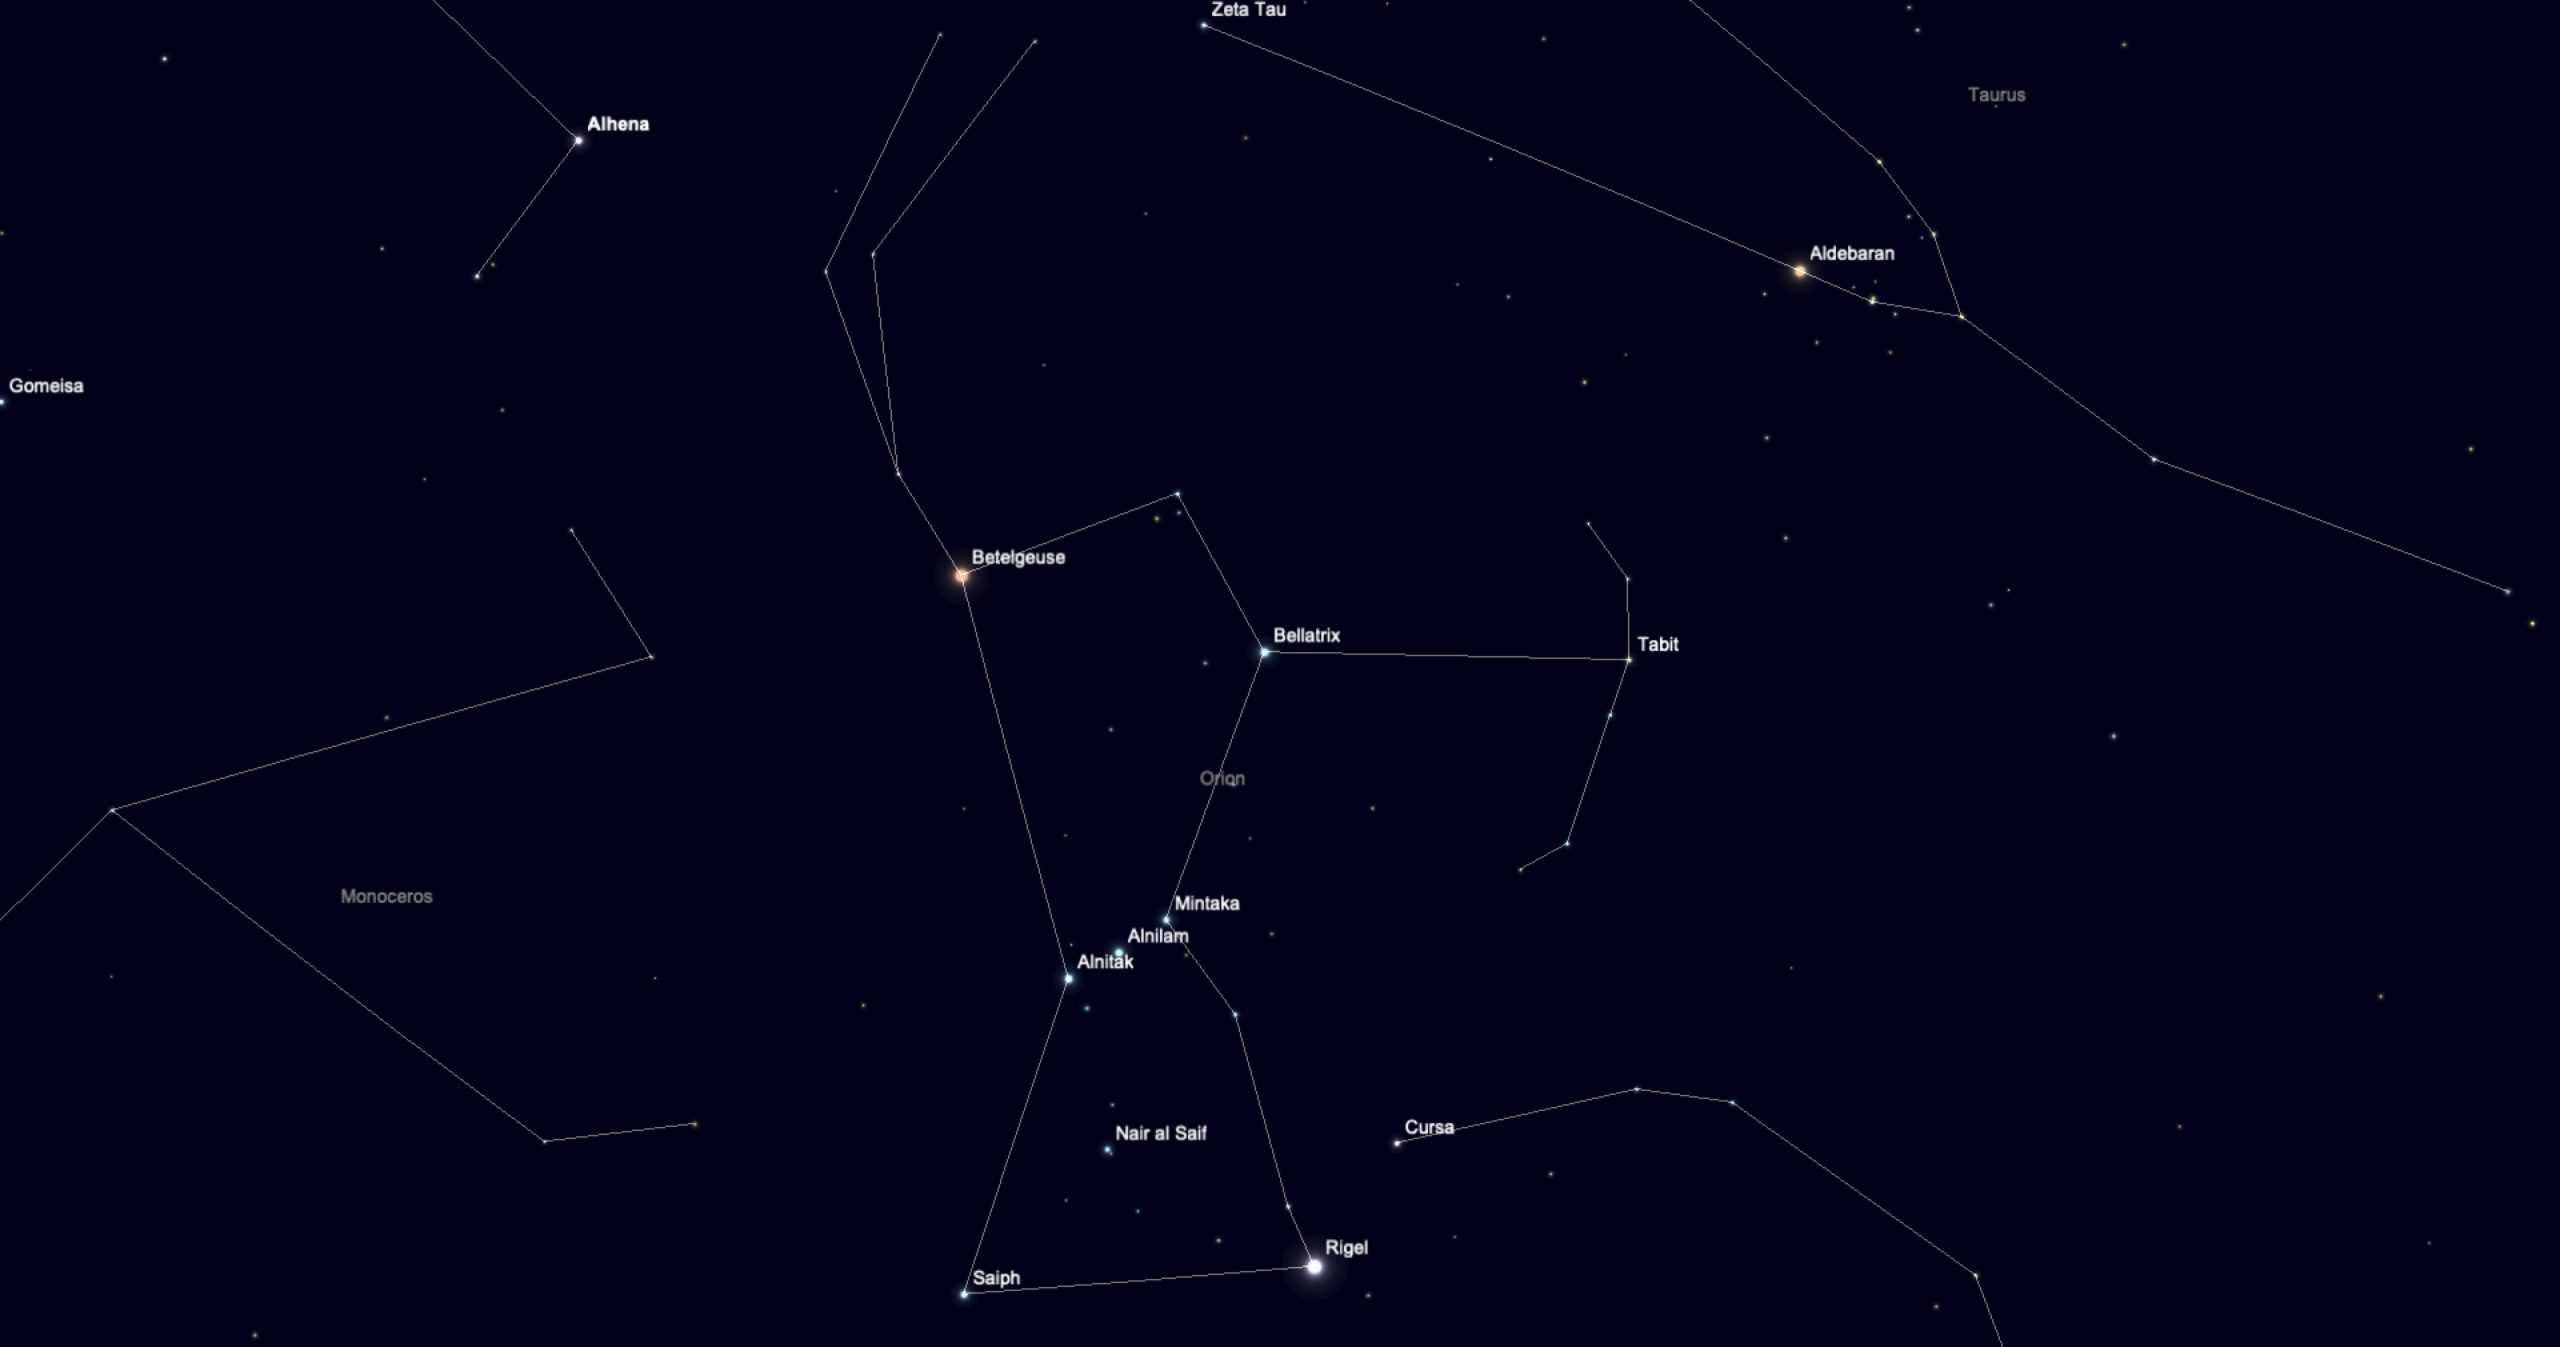 Zeta Tau
Taurus
Alhena
Aldebaran
Gomeisa
Betelgeuse
Bellatrix
Tabit
Orion
Monoceros
Mintaka
Alnilam
Alnitak
Cursa
Nair al Saif
Rigel
Saiph